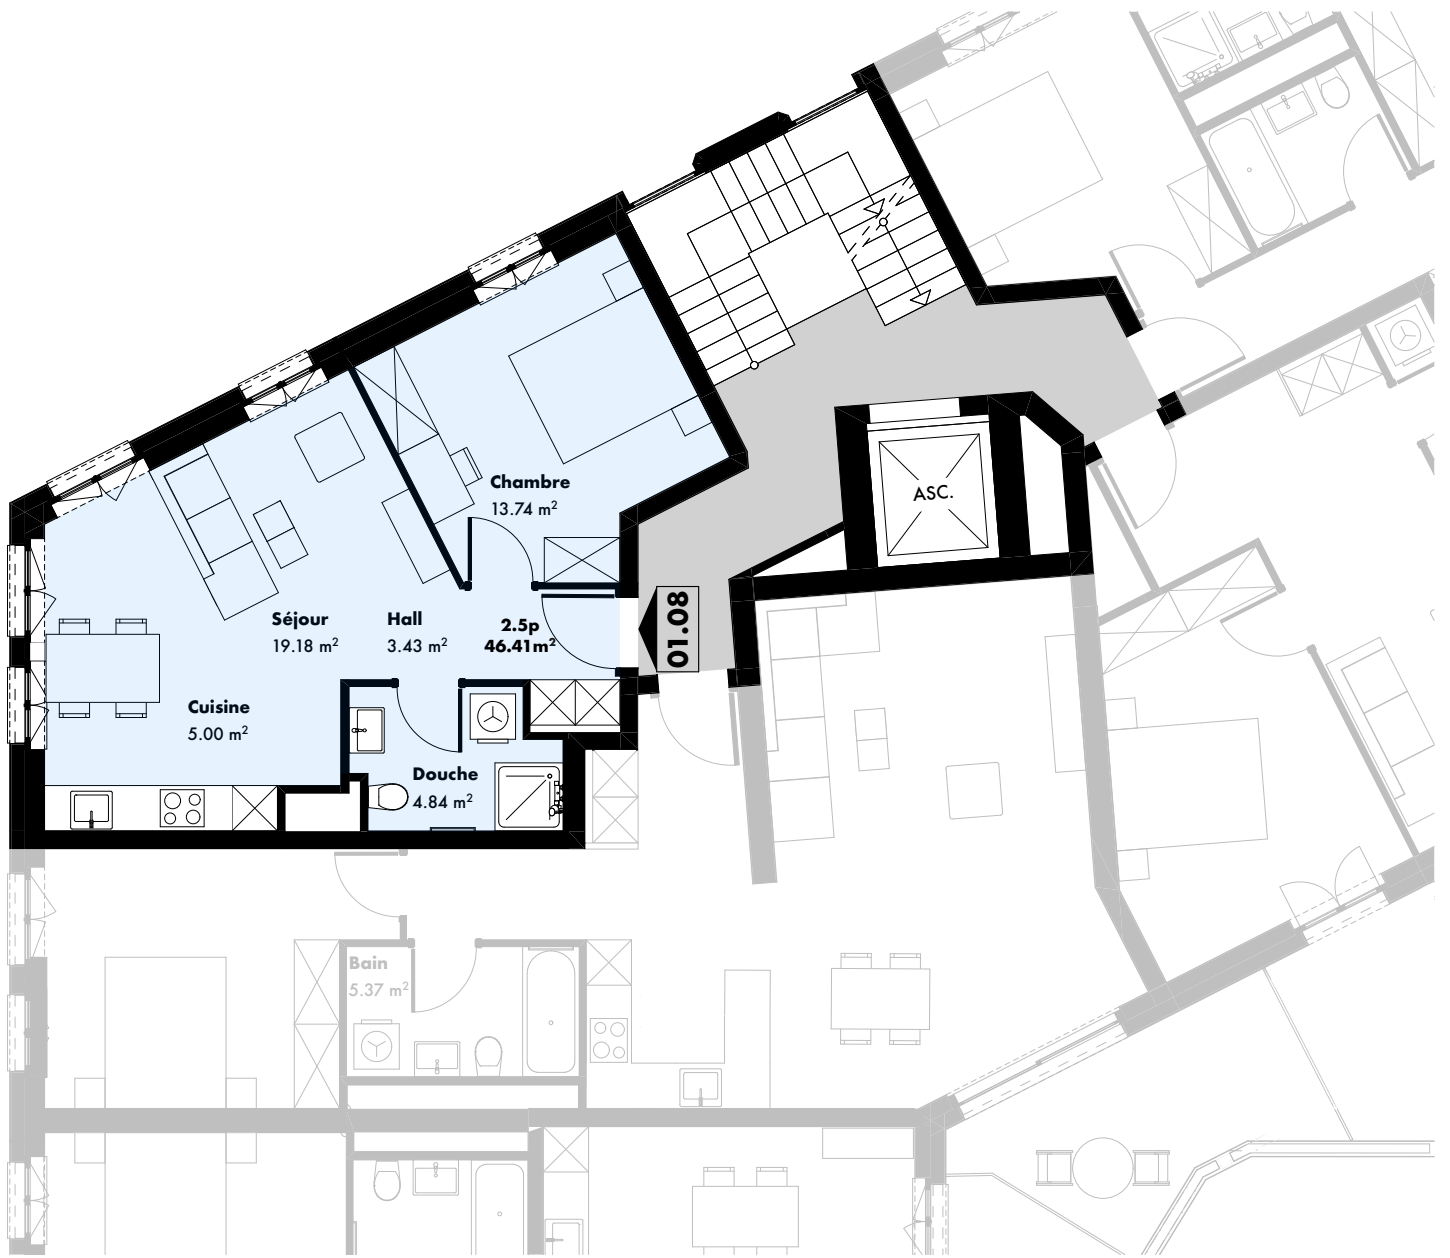 ASC.
Chambre
13.74 m²
Séjour
19.18 m²
Hall
3.43 m²
2.5p
46.41m²
01.08
Cuisine
5.00 m²
Douche
4.84 m²
Bain
5.37 m²